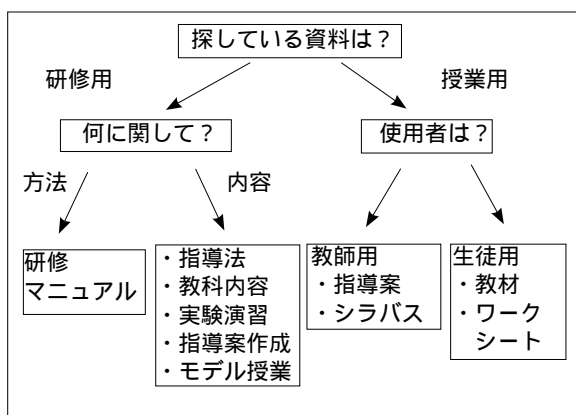 探している資料は？
研修用
授業用
何に関して？
使用者は？
方法
内容
研修
マニュアル
・指導法
・教科内容
・実験演習
・指導案作成
・モデル授業
教師用
・指導案
・シラバス
生徒用
・教材
・ワーク
シート